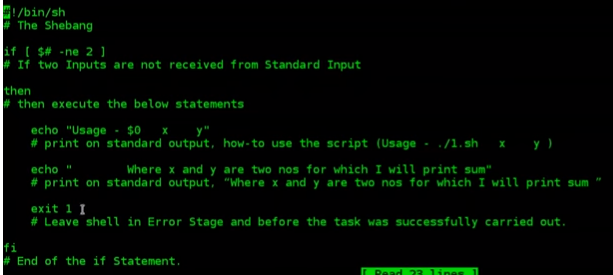 #!/bin/sh
# The Shebang
if [ $# -ne 2 ]
# If two Inputs are not received from Standard Input
then
# then execute the below statements
echo "Usage - $0   x    y"
# print on standard output, how-to use the script (Usage - ./1.sh   x    y )
echo "        Where x and y are two nos for which I will print sum"
# print on standard output, "Where x and y are two nos for which I will print sum "
exit 1
# Leave shell in Error Stage and before the task was successfully carried out.
fi
# End of the if Statement.
[ Read 23 lines ]